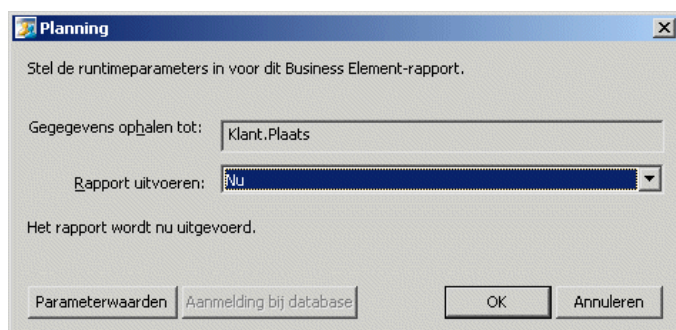 Planning
Stel de runtimeparameters in voor dit Business Element-rapport.
Gegegevens ophalen tot: Klant.Plaats
Rapport uitvoeren: Nu
Het rapport wordt nu uitgevoerd.
Parameterwaarden Aanmelding bij database OK Annuleren